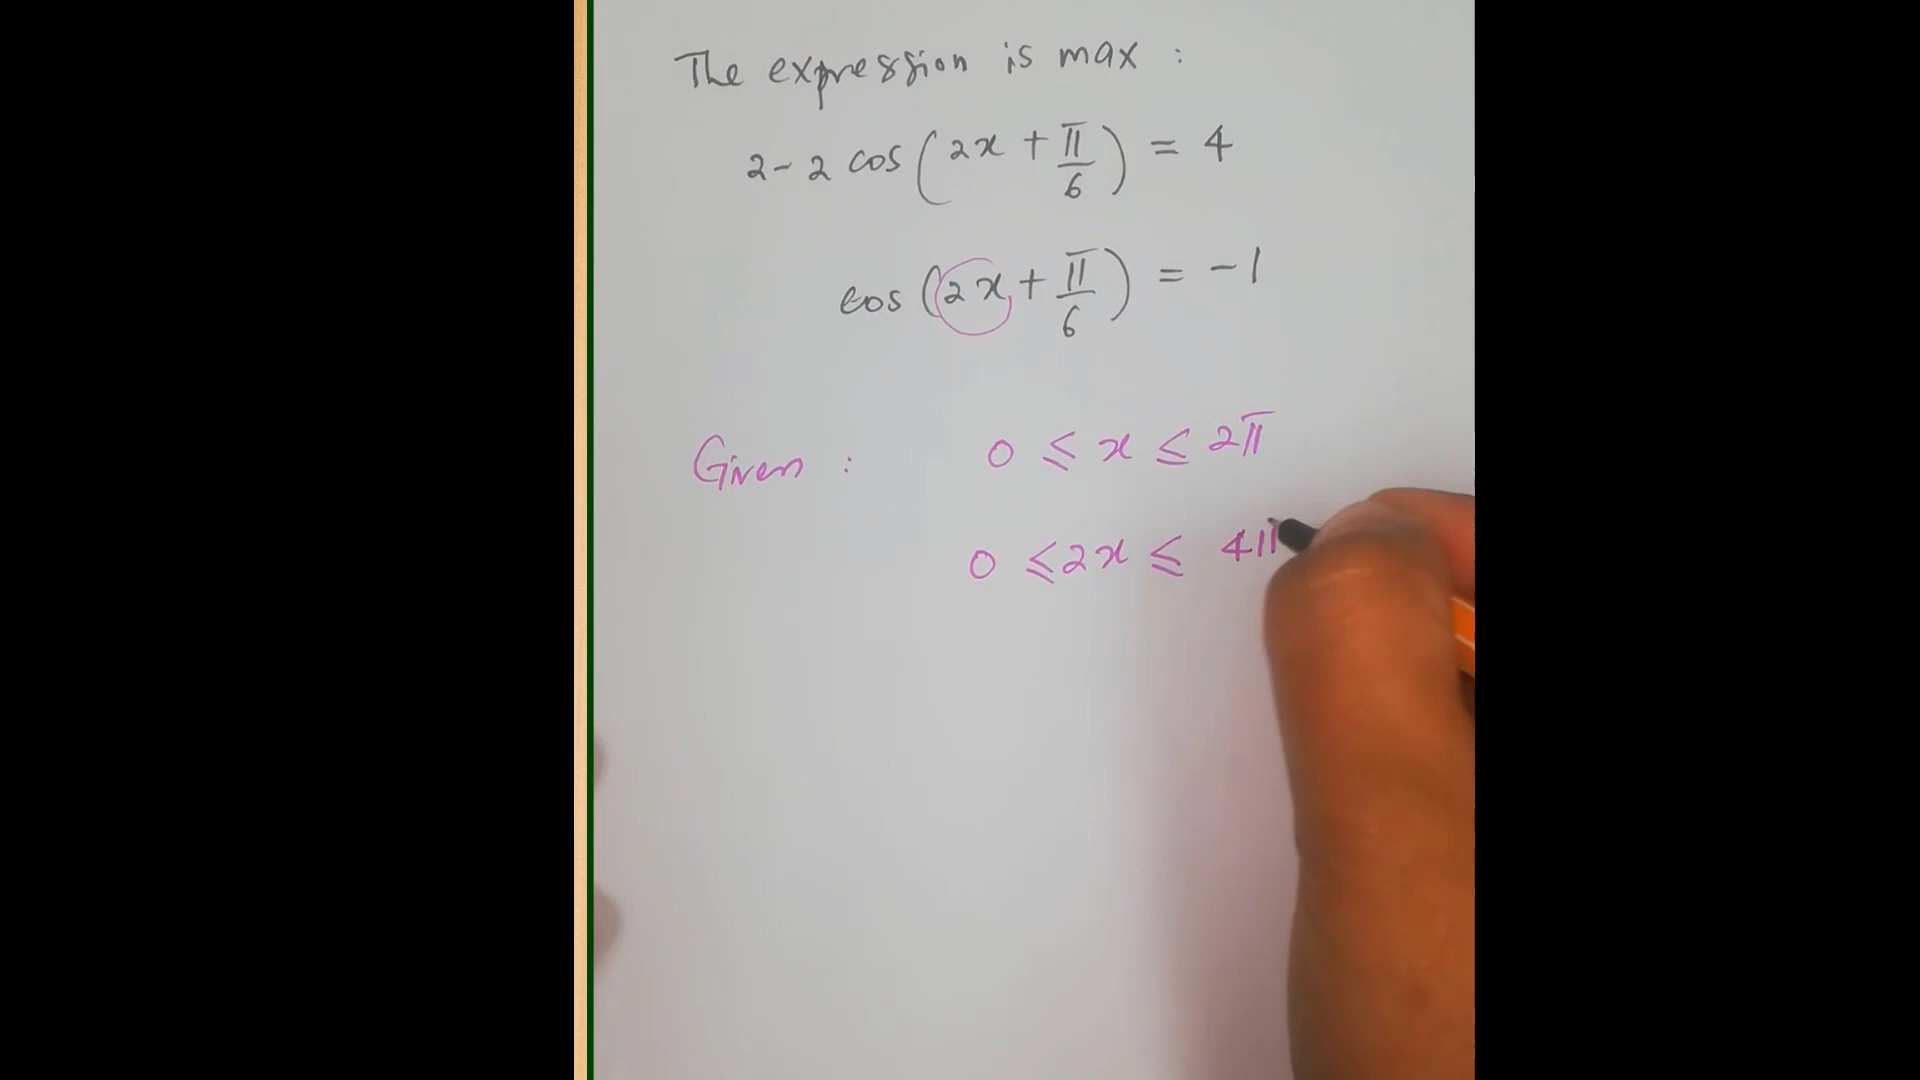 The expression is max :
2 - 2 cos (2x + π/6) = 4
cos (2x + π/6) = -1
Given : 0 ≤ x ≤ 2π
0 ≤ 2x ≤ 4π